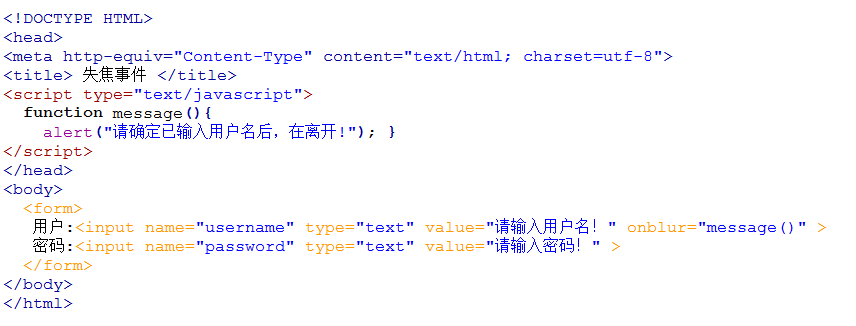 <!DOCTYPE HTML>
<head>
<meta http-equiv="Content-Type" content="text/html; charset=utf-8">
<title> 失焦事件 </title>
<script type="text/javascript">
  function message(){
    alert("请确定已输入用户名后，在离开!"); }
</script>
</head>
<body>
  <form>
   用户:<input name="username" type="text" value="请输入用户名！" onblur="message()" >
   密码:<input name="password" type="text" value="请输入密码！" >
  </form>
</body>
</html>